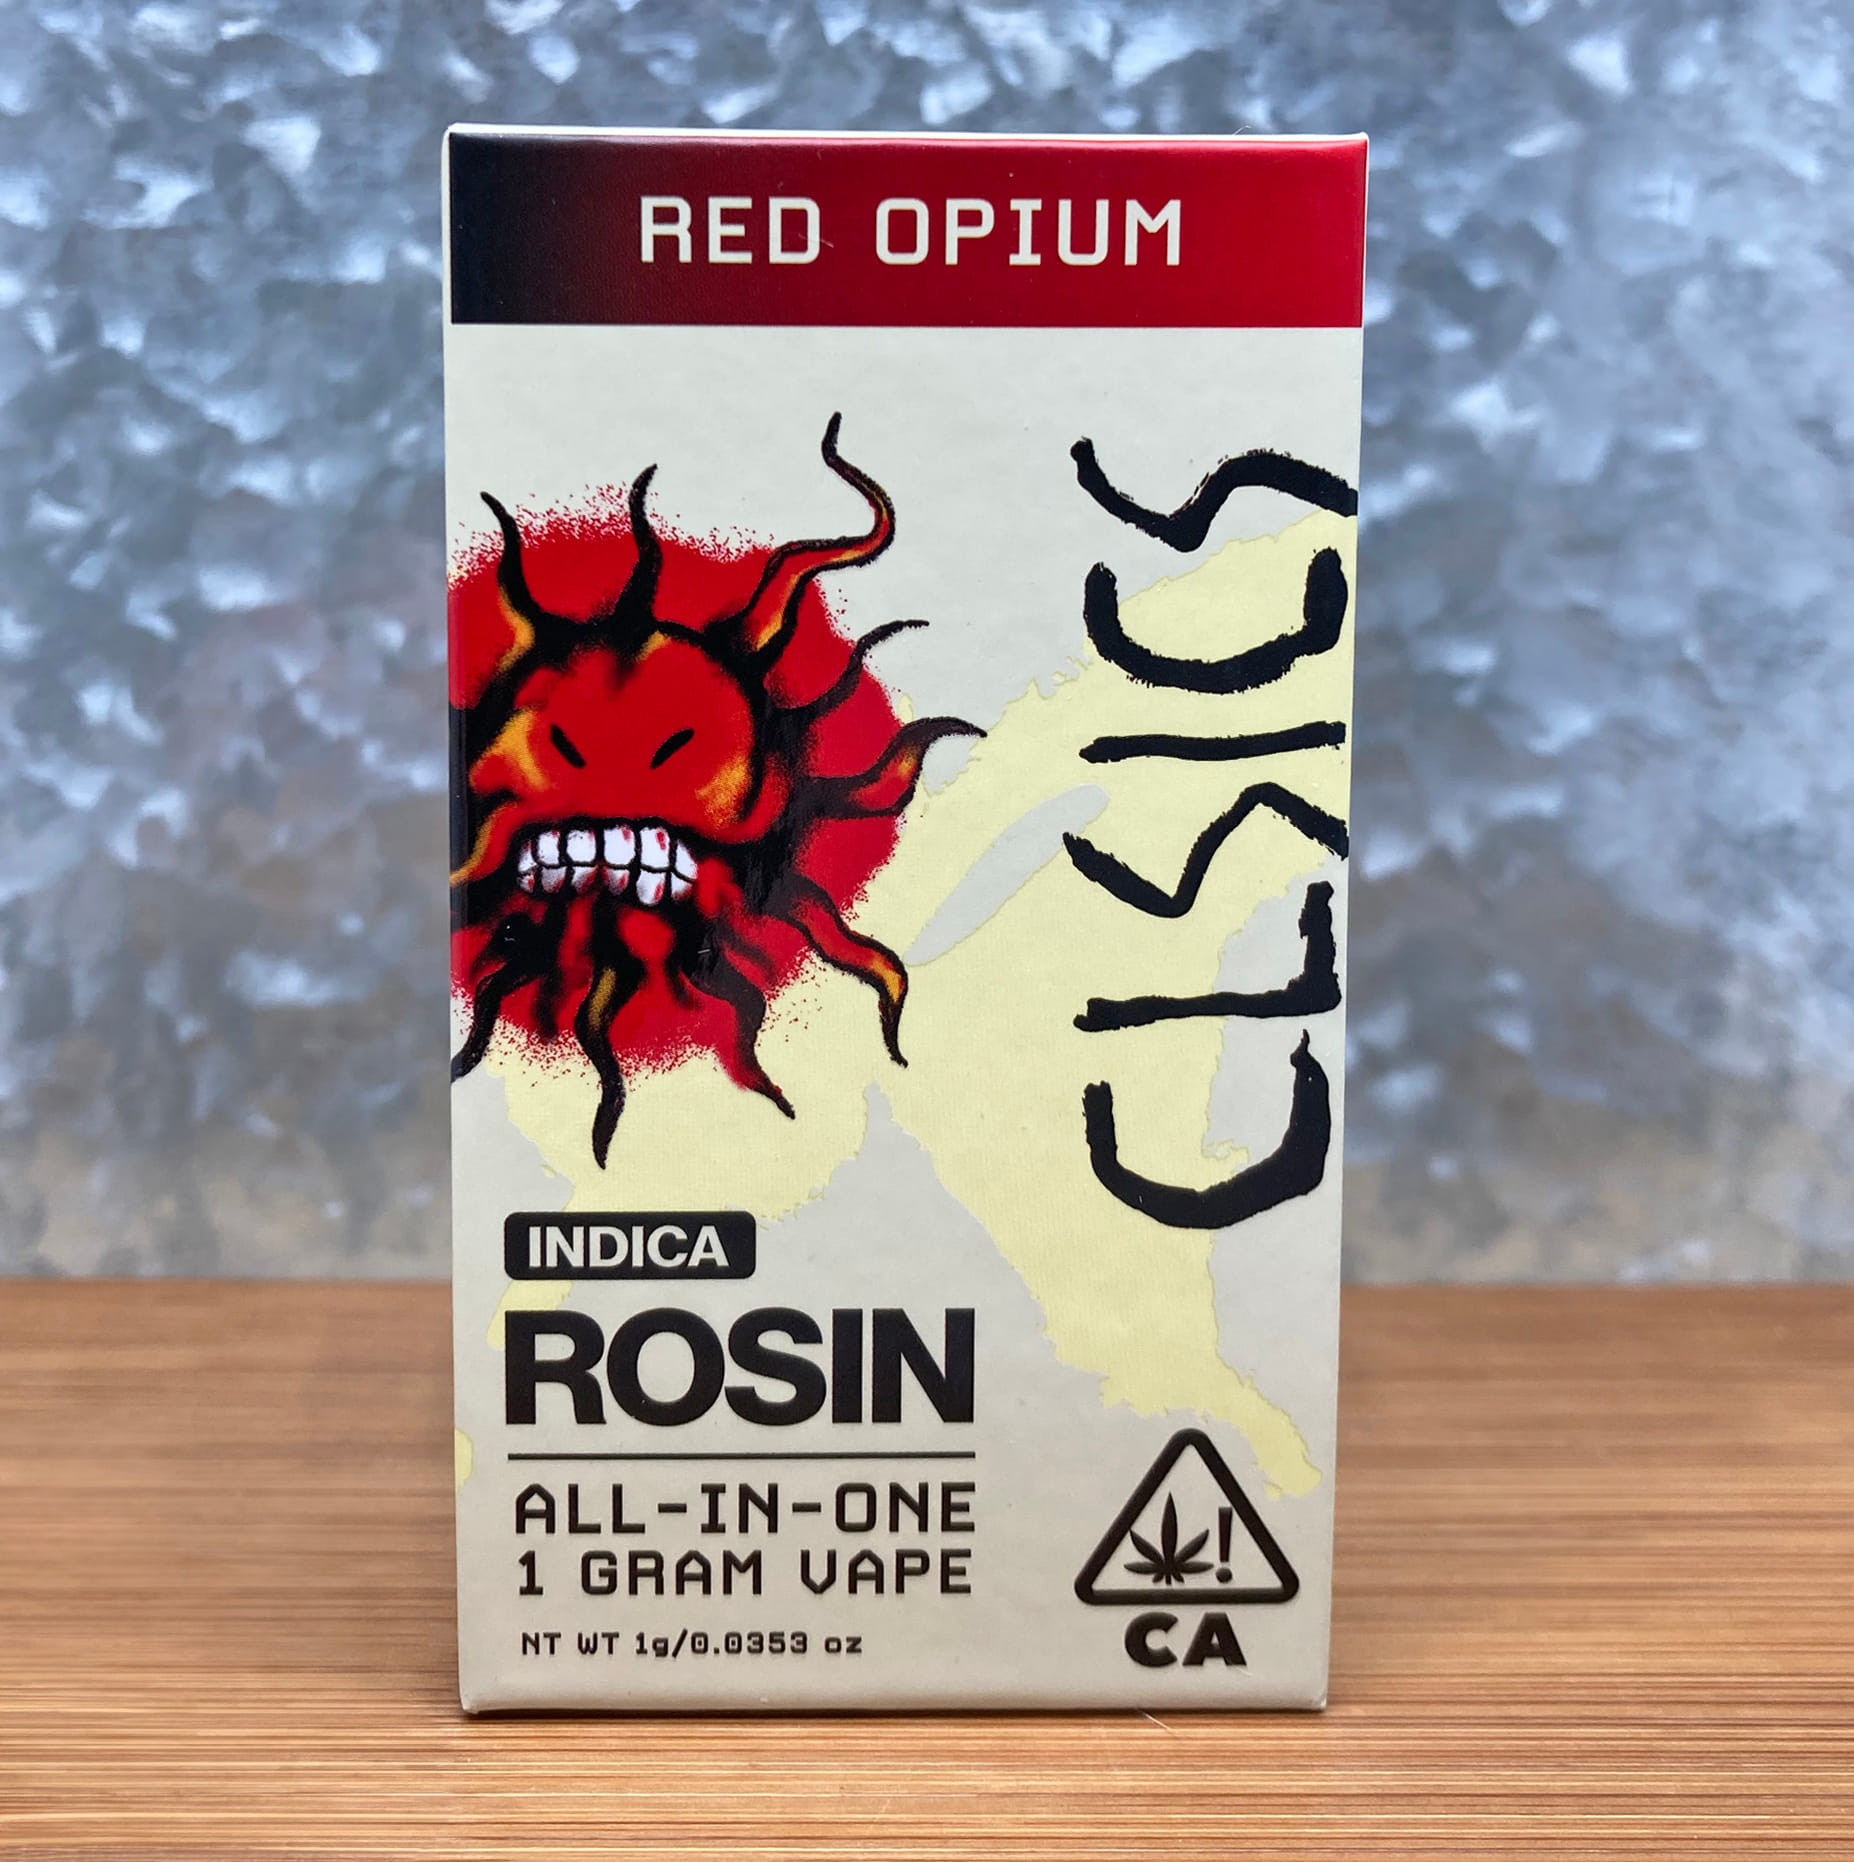 RED OPIUM
CLSICS
INDICA
ROSIN
ALL-IN-ONE
1 GRAM VAPE
NT WT 1g/0.0353 oz
!
CA